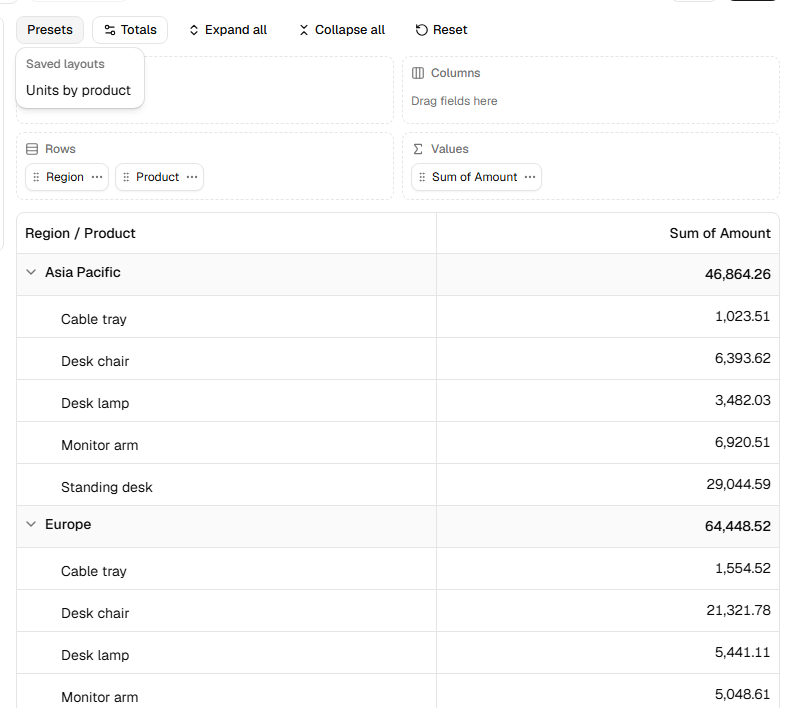 Presets Totals Expand all Collapse all Reset
Saved layouts
Units by product
Columns
Drag fields here
Rows
Region ··· Product ···
Values
Sum of Amount ···
Region / Product Sum of Amount
Asia Pacific 46,864.26
Cable tray 1,023.51
Desk chair 6,393.62
Desk lamp 3,482.03
Monitor arm 6,920.51
Standing desk 29,044.59
Europe 64,448.52
Cable tray 1,554.52
Desk chair 21,321.78
Desk lamp 5,441.11
Monitor arm 5,048.61